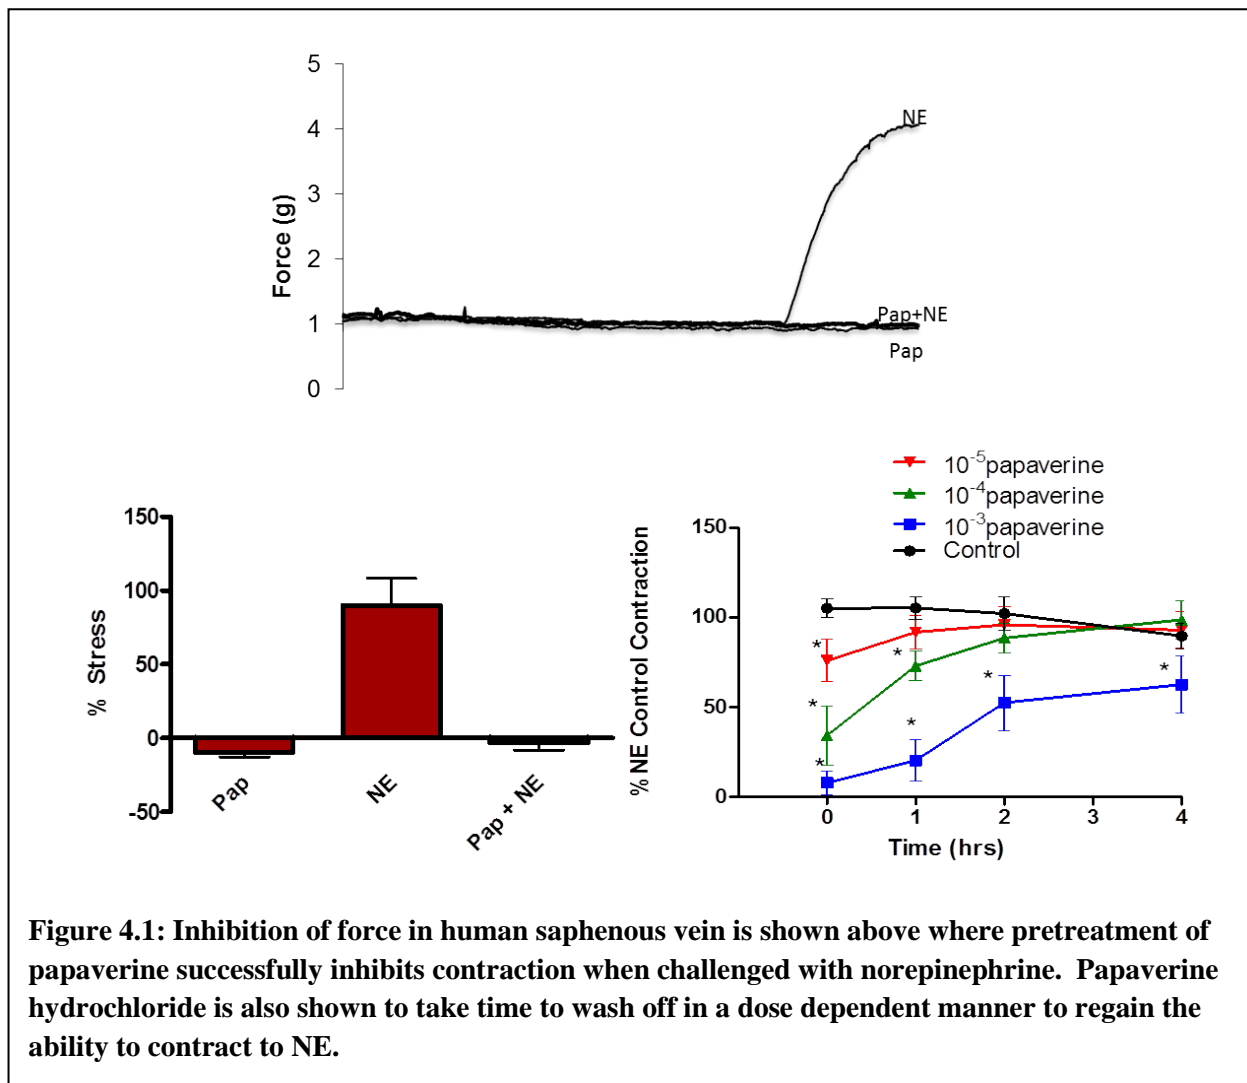 5
4
3
2
1
0
Force (g)
NE
Pap+NE
Pap
150
100
50
0
-50
% Stress
Pap
NE
Pap + NE
10⁻⁵papaverine
10⁻⁴papaverine
10⁻³papaverine
Control
150
100
50
0
% NE Control Contraction
*
*
*
*
*
*
*
0 1 2 3 4
Time (hrs)
Figure 4.1: Inhibition of force in human saphenous vein is shown above where pretreatment of
papaverine successfully inhibits contraction when challenged with norepinephrine.  Papaverine
hydrochloride is also shown to take time to wash off in a dose dependent manner to regain the
ability to contract to NE.